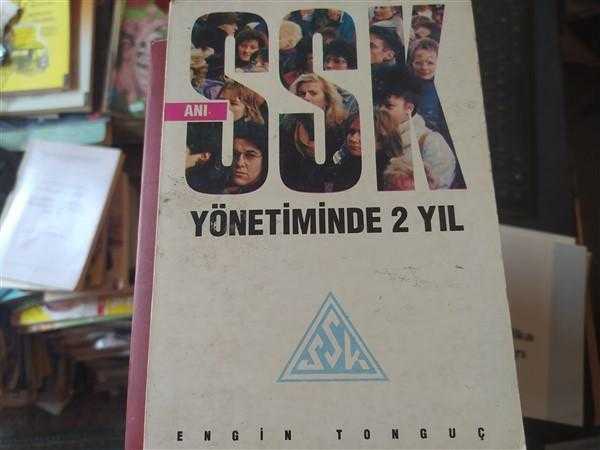 SSK
ANI
YÖNETİMİNDE 2 YIL
SSK
ENGİN TONGUÇ